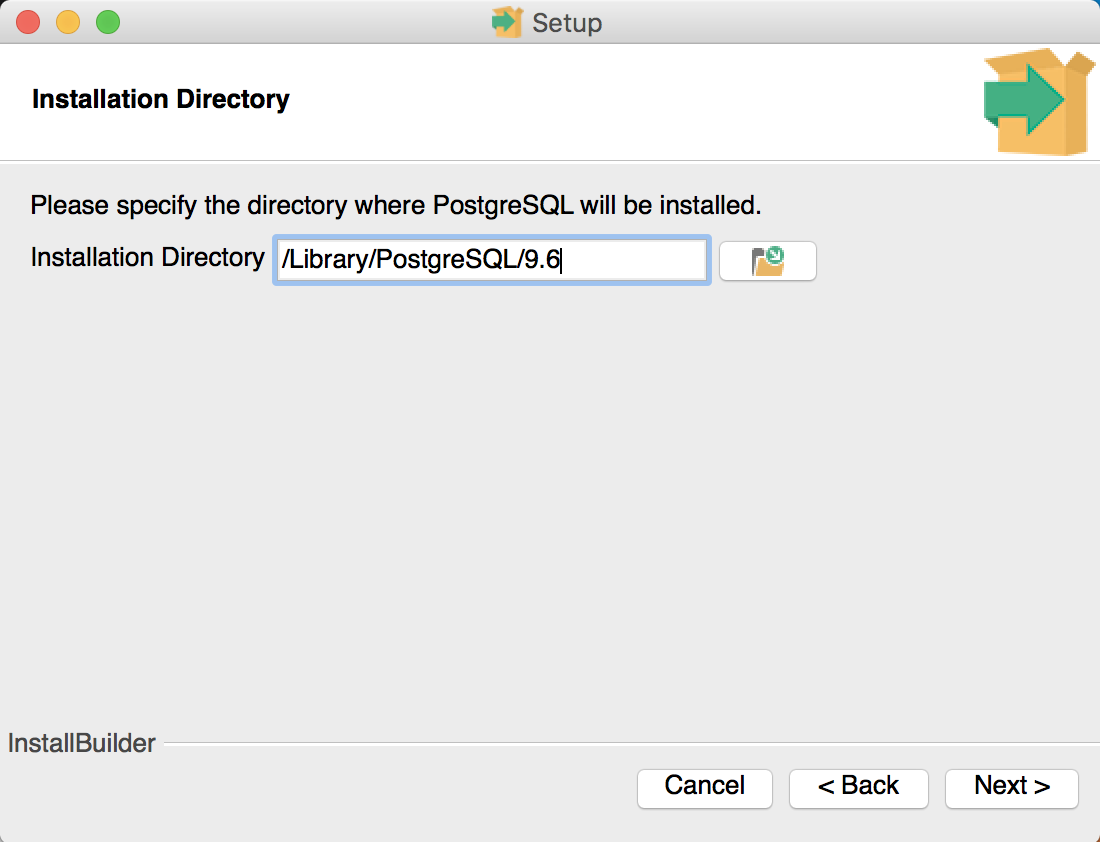 Setup
Installation Directory
Please specify the directory where PostgreSQL will be installed.
Installation Directory /Library/PostgreSQL/9.6
InstallBuilder
Cancel < Back Next >